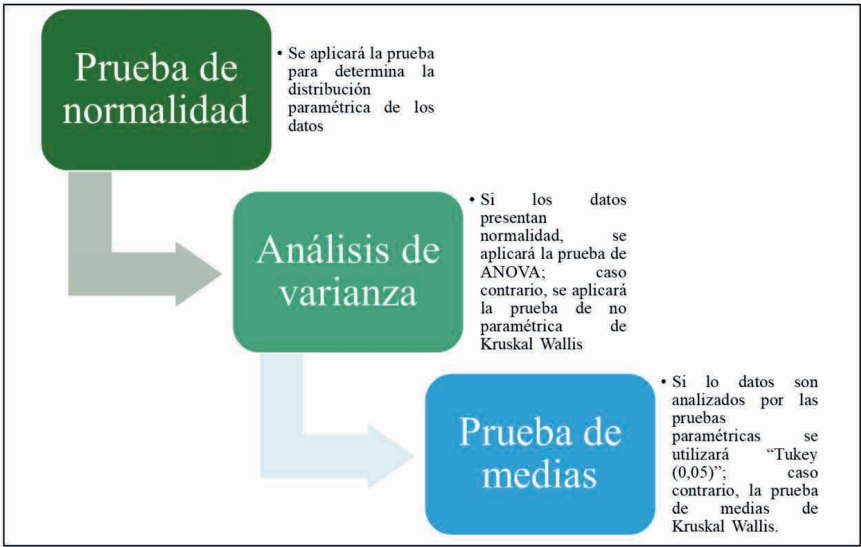 Prueba de
normalidad
• Se aplicará la prueba
para determina la
distribución
paramétrica de los
datos
Análisis de
varianza
• Si los datos
presentan
normalidad, se
aplicará la prueba de
ANOVA; caso
contrario, se aplicará
la prueba de no
paramétrica de
Kruskal Wallis
Prueba de
medias
• Si lo datos son
analizados por las
pruebas
paramétricas se
utilizará “Tukey
(0,05)”; caso
contrario, la prueba
de medias de
Kruskal Wallis.